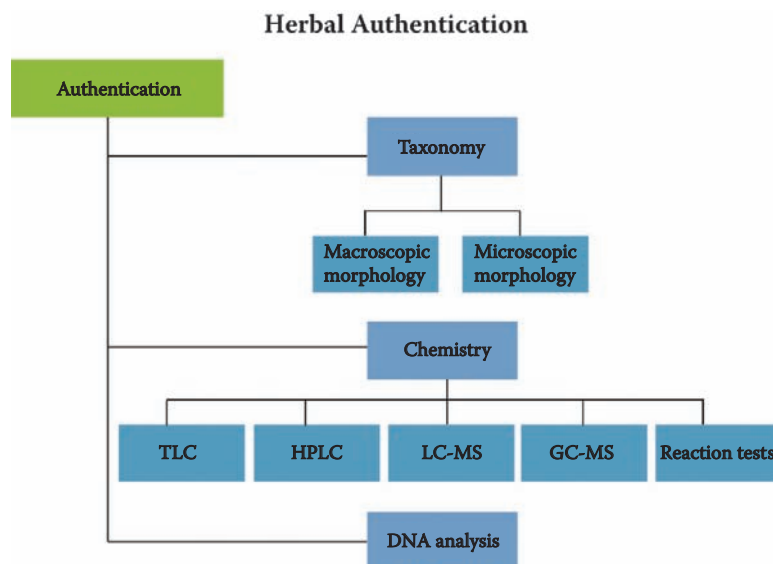 Herbal Authentication
Authentication
Taxonomy
Macroscopic
morphology
Microscopic
morphology
Chemistry
TLC
HPLC
LC-MS
GC-MS
Reaction tests
DNA analysis